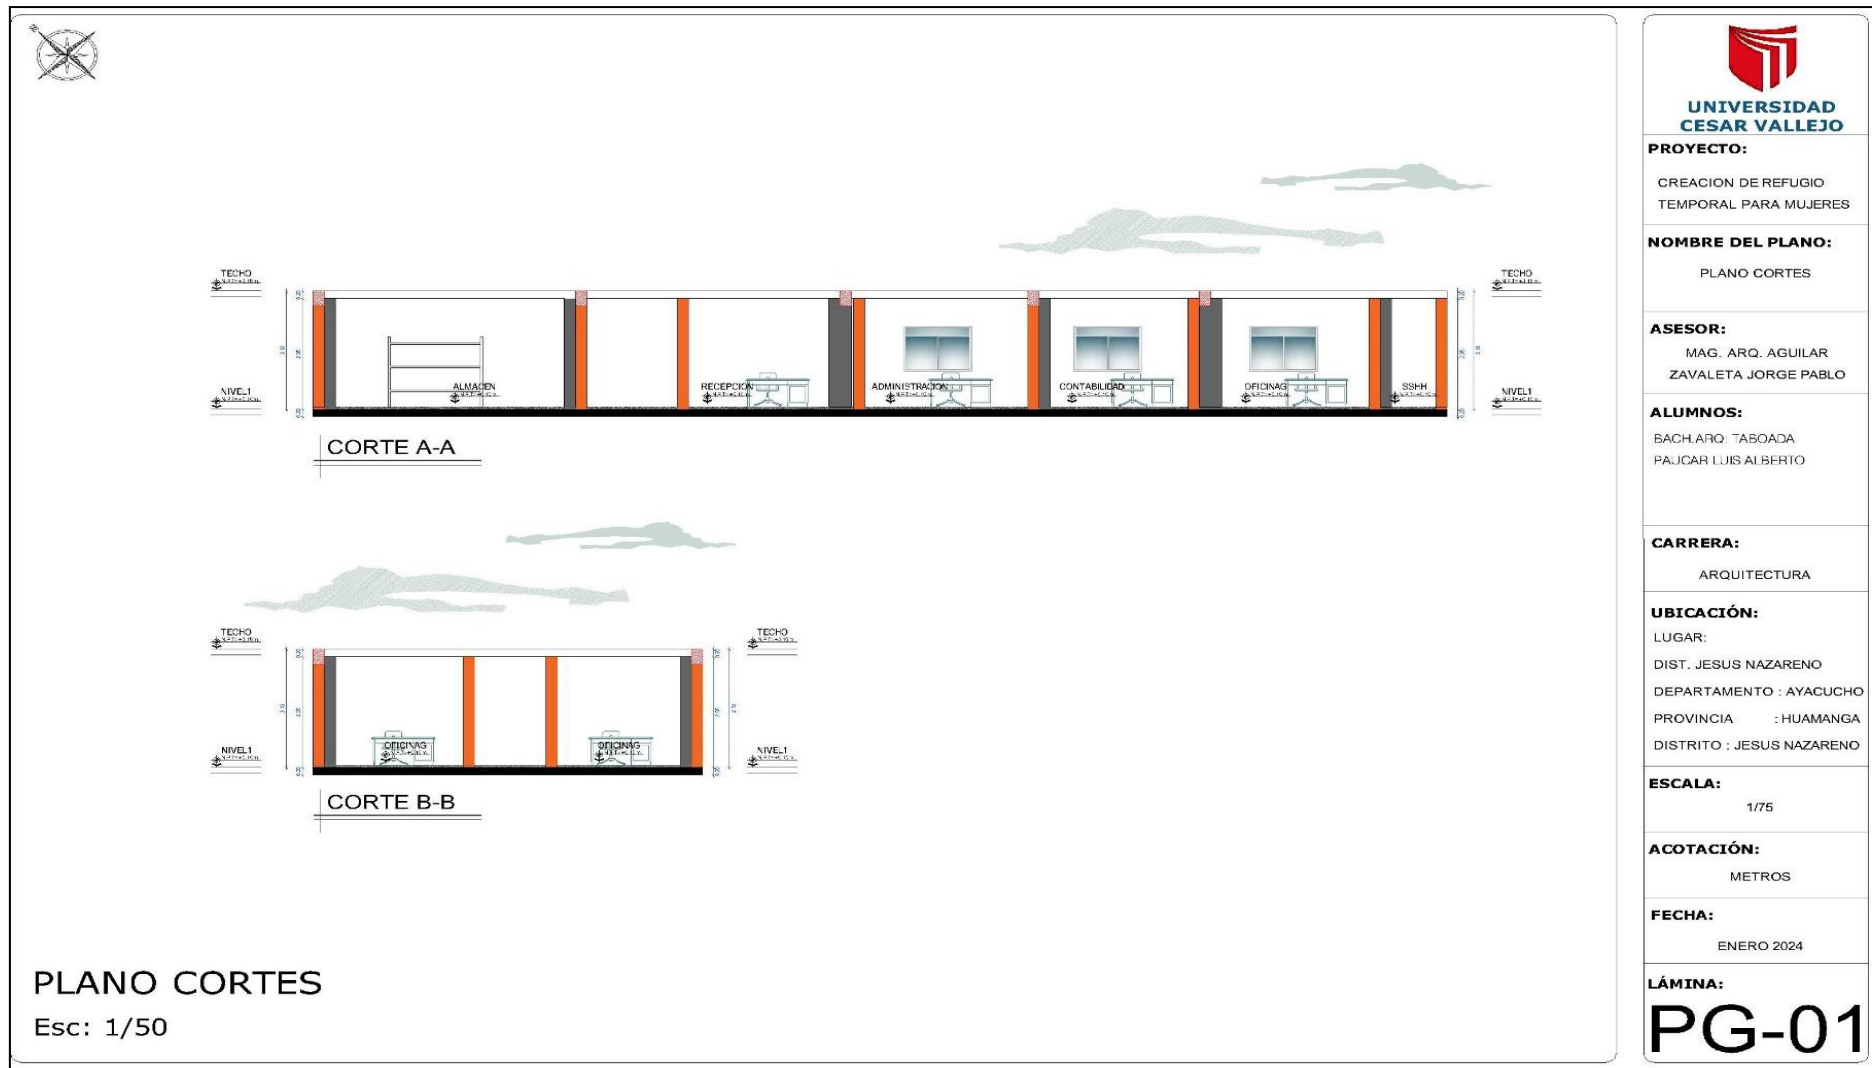 TECHO
TECHO
NIVEL1
NIVEL1
ALMACEN
RECEPCION
ADMINISTRACION
CONTABILIDAD
OFICINAG
SSHH
CORTE A-A
TECHO
TECHO
NIVEL1
NIVEL1
OFICINAG
OFICINAG
CORTE B-B
PLANO CORTES
Esc: 1/50
UNIVERSIDAD
CESAR VALLEJO
PROYECTO:
CREACION DE REFUGIO
TEMPORAL PARA MUJERES
NOMBRE DEL PLANO:
PLANO CORTES
ASESOR:
MAG. ARQ. AGUILAR
ZAVALETA JORGE PABLO
ALUMNOS:
BACH.ARQ. TABOADA
PAUCAR LUIS ALBERTO
CARRERA:
ARQUITECTURA
UBICACIÓN:
LUGAR:
DIST. JESUS NAZARENO
DEPARTAMENTO : AYACUCHO
PROVINCIA : HUAMANGA
DISTRITO : JESUS NAZARENO
ESCALA:
1/75
ACOTACIÓN:
METROS
FECHA:
ENERO 2024
LÁMINA:
PG-01